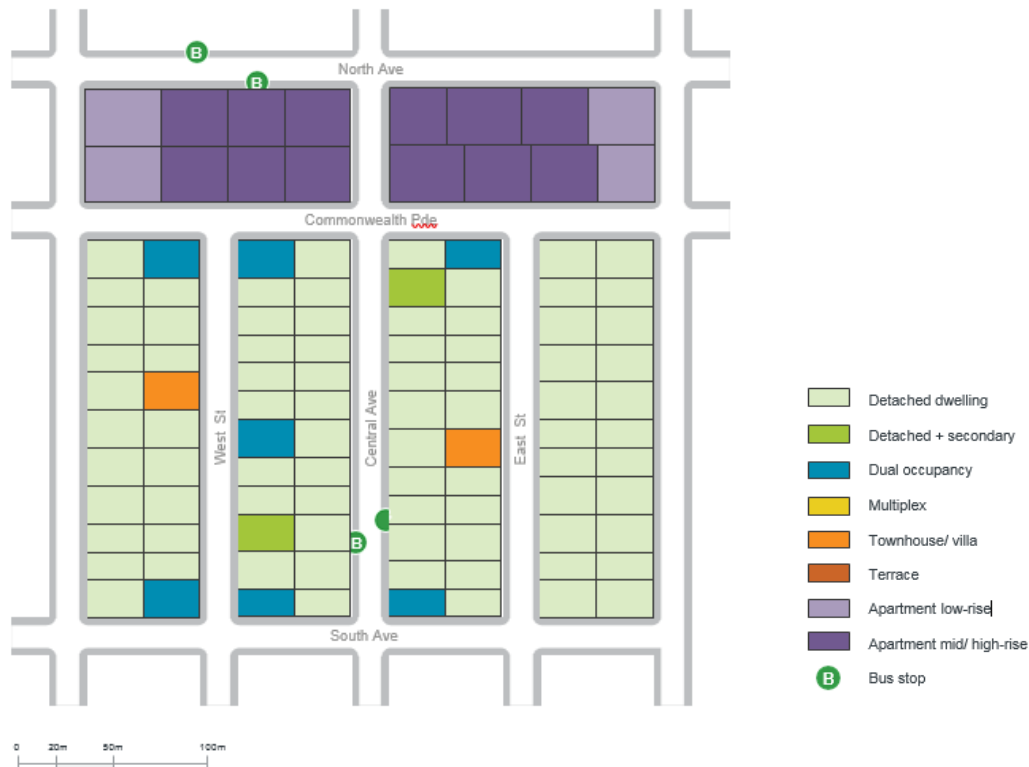 B
B
North Ave
Commonwealth Pde
West St
Central Ave
East St
B
South Ave
Detached dwelling
Detached + secondary
Dual occupancy
Multiplex
Townhouse/ villa
Terrace
Apartment low-rise
Apartment mid/ high-rise
B Bus stop
0 20m 50m 100m